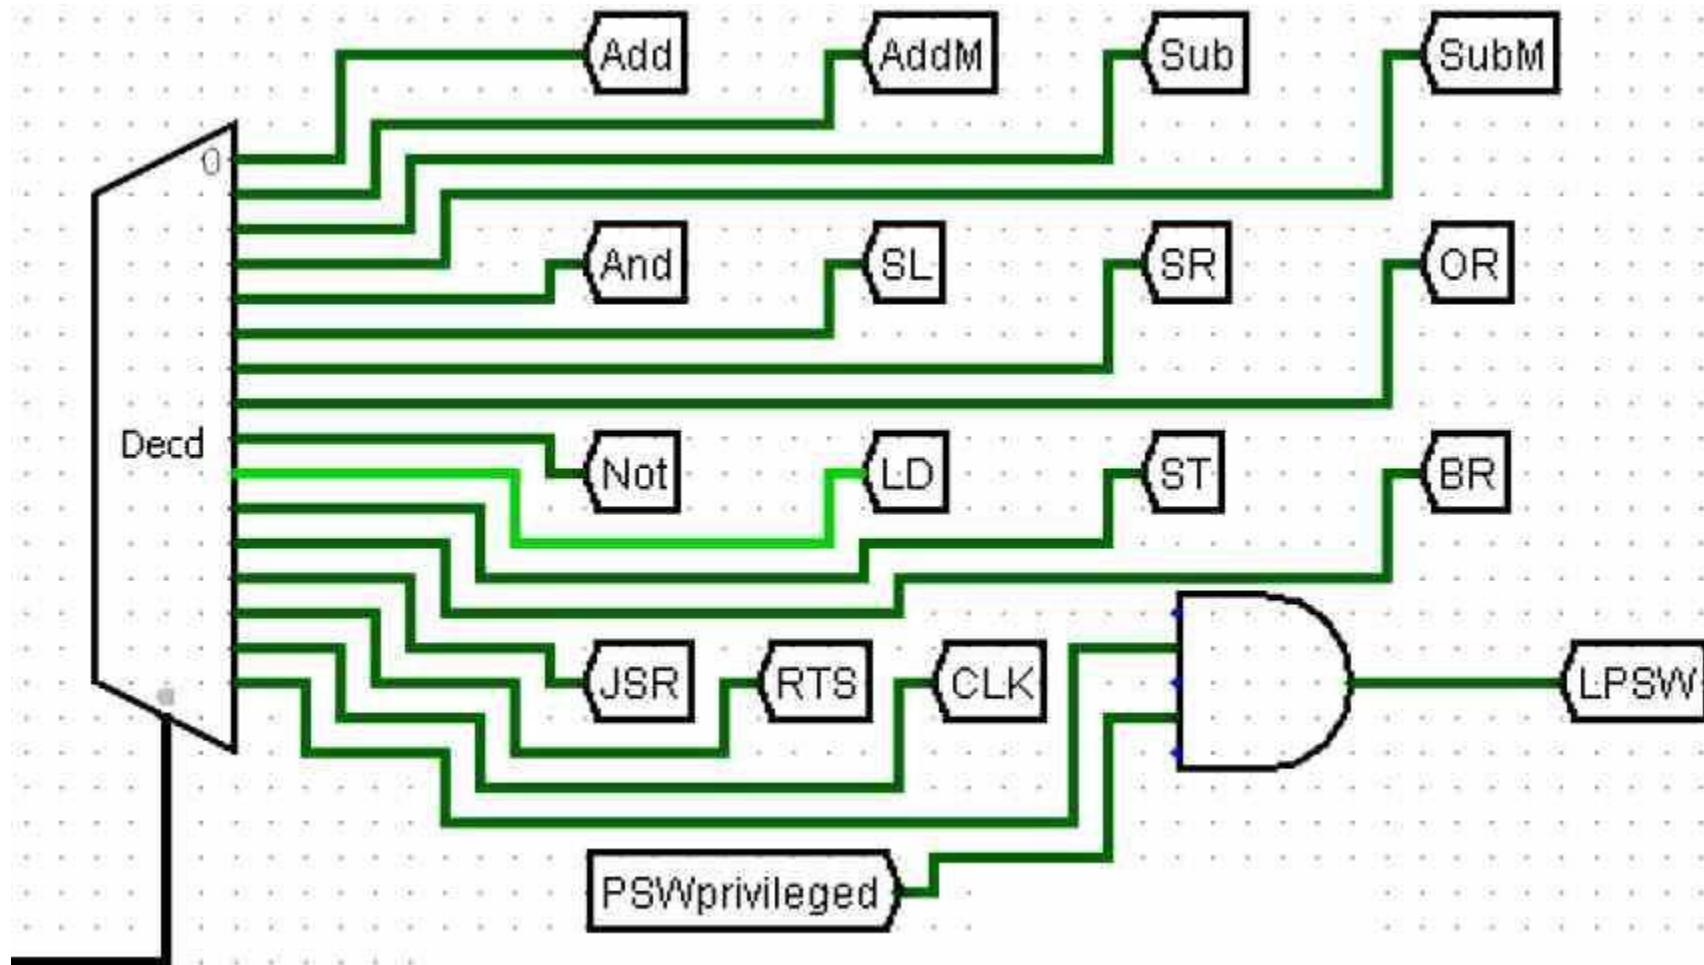 Add AddM Sub SubM
0
And SL SR OR
Decd
Not LD ST BR
JSR RTS CLK LPSW
PSWprivileged